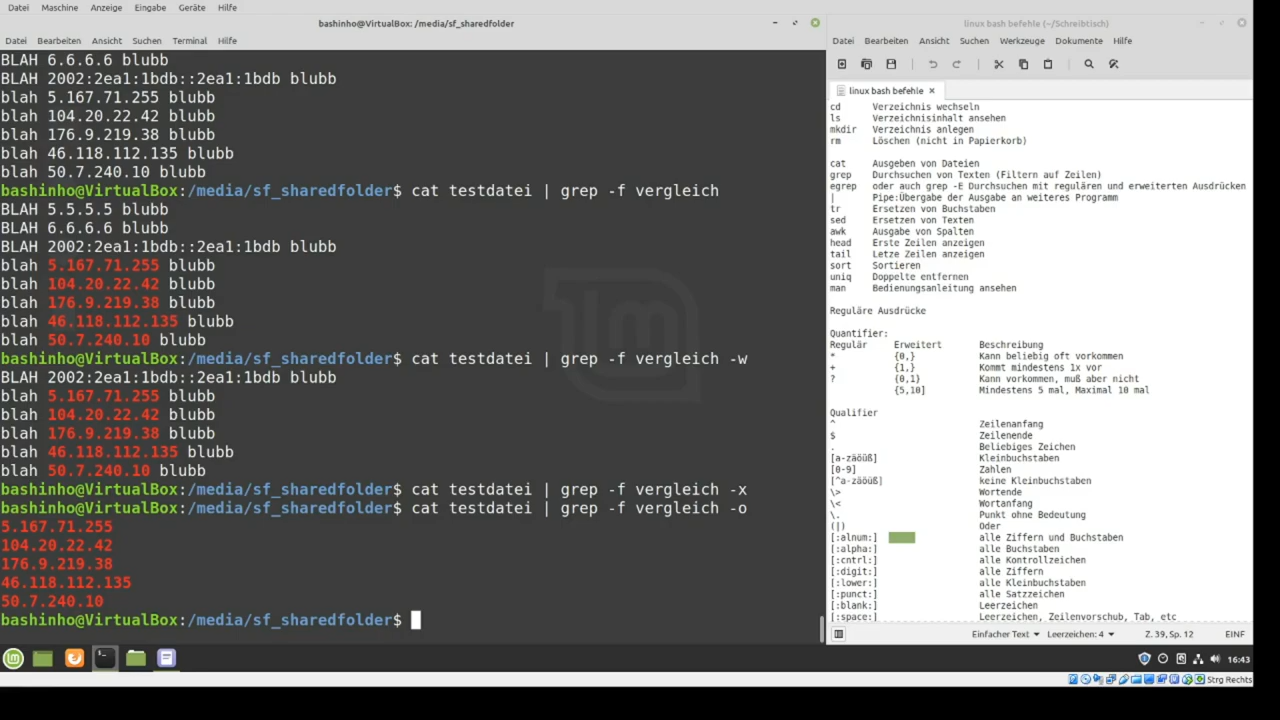 Datei Maschine Anzeige Eingabe Geräte Hilfe
bashinho@VirtualBox: /media/sf_sharedfolder
Datei Bearbeiten Ansicht Suchen Terminal Hilfe
BLAH 6.6.6.6 blubb
BLAH 2002:2ea1:1bdb::2ea1:1bdb blubb
blah 5.167.71.255 blubb
blah 104.20.22.42 blubb
blah 176.9.219.38 blubb
blah 46.118.112.135 blubb
blah 50.7.240.10 blubb
bashinho@VirtualBox:/media/sf_sharedfolder$ cat testdatei | grep -f vergleich
BLAH 5.5.5.5 blubb
BLAH 6.6.6.6 blubb
BLAH 2002:2ea1:1bdb::2ea1:1bdb blubb
blah 5.167.71.255 blubb
blah 104.20.22.42 blubb
blah 176.9.219.38 blubb
blah 46.118.112.135 blubb
blah 50.7.240.10 blubb
bashinho@VirtualBox:/media/sf_sharedfolder$ cat testdatei | grep -f vergleich -w
BLAH 2002:2ea1:1bdb::2ea1:1bdb blubb
blah 5.167.71.255 blubb
blah 104.20.22.42 blubb
blah 176.9.219.38 blubb
blah 46.118.112.135 blubb
blah 50.7.240.10 blubb
bashinho@VirtualBox:/media/sf_sharedfolder$ cat testdatei | grep -f vergleich -x
bashinho@VirtualBox:/media/sf_sharedfolder$ cat testdatei | grep -f vergleich -o
5.167.71.255
104.20.22.42
176.9.219.38
46.118.112.135
50.7.240.10
bashinho@VirtualBox:/media/sf_sharedfolder$
linux bash befehle (~/Schreibtisch)
Datei Bearbeiten Ansicht Suchen Werkzeuge Dokumente Hilfe
linux bash befehle
cd Verzeichnis wechseln
ls Verzeichnisinhalt ansehen
mkdir Verzeichnis anlegen
rm Löschen (nicht in Papierkorb)
cat Ausgeben von Dateien
grep Durchsuchen von Texten (Filtern auf Zeilen)
egrep oder auch grep -E Durchsuchen mit regulären und erweiterten Ausdrücken
| Pipe:Übergabe der Ausgabe an weiteres Programm
tr Ersetzen von Buchstaben
sed Ersetzen von Texten
awk Ausgabe von Spalten
head Erste Zeilen anzeigen
tail Letze Zeilen anzeigen
sort Sortieren
uniq Doppelte entfernen
man Bedienungsanleitung ansehen
Reguläre Ausdrücke
Quantifier:
Regulär Erweitert Beschreibung
* {0,} Kann beliebig oft vorkommen
+ {1,} Kommt mindestens 1x vor
? {0,1} Kann vorkommen, muß aber nicht
{5,10] Mindestens 5 mal, Maximal 10 mal
Qualifier
^ Zeilenanfang
$ Zeilenende
. Beliebiges Zeichen
[a-zäöüß] Kleinbuchstaben
[0-9] Zahlen
[^a-zäöüß] keine Kleinbuchstaben
\> Wortende
\< Wortanfang
\. Punkt ohne Bedeutung
(|) Oder
[:alnum:] alle Ziffern und Buchstaben
[:alpha:] alle Buchstaben
[:cntrl:] alle Kontrollzeichen
[:digit:] alle Ziffern
[:lower:] alle Kleinbuchstaben
[:punct:] alle Satzzeichen
[:blank:] Leerzeichen
[:space:] Leerzeichen, Zeilenvorschub, Tab, etc
Einfacher Text Leerzeichen: 4 Z. 39, Sp. 12 EINF
16:43
Strg Rechts